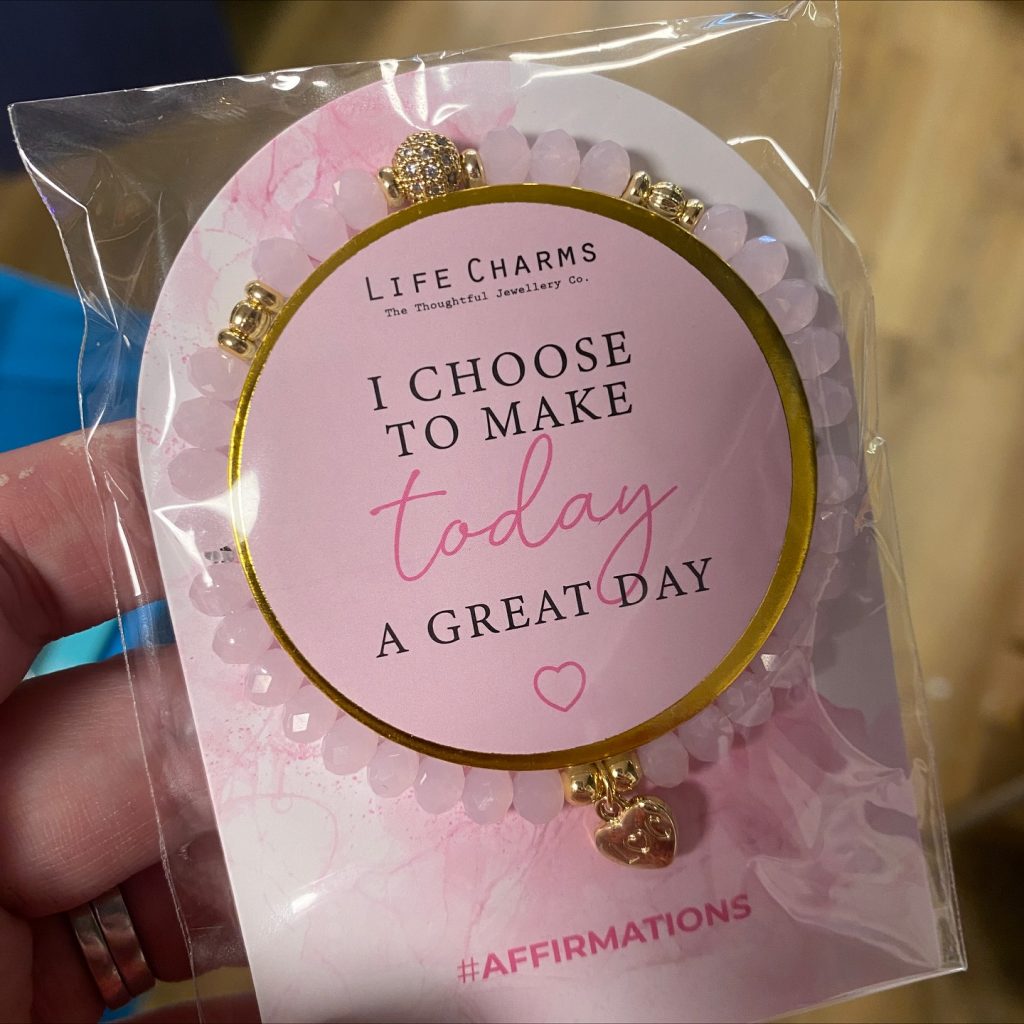 LIFE CHARMS
The Thoughtful Jewellery Co.
I CHOOSE
TO MAKE
today
A GREAT DAY
#AFFIRMATIONS